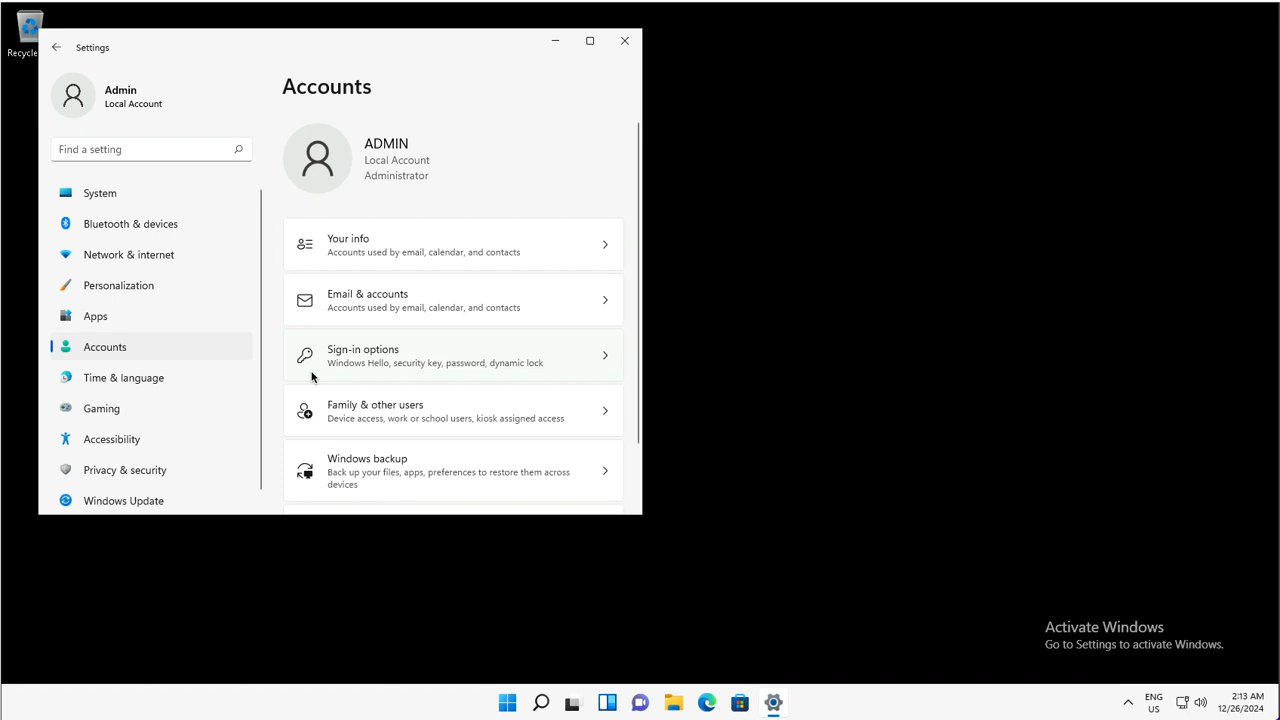 Recycle
Settings
Admin
Local Account
Find a setting
System
Bluetooth & devices
Network & internet
Personalization
Apps
Accounts
Time & language
Gaming
Accessibility
Privacy & security
Windows Update
Accounts
ADMIN
Local Account
Administrator
Your info
Accounts used by email, calendar, and contacts
Email & accounts
Accounts used by email, calendar, and contacts
Sign-in options
Windows Hello, security key, password, dynamic lock
Family & other users
Device access, work or school users, kiosk assigned access
Windows backup
Back up your files, apps, preferences to restore them across
devices
Activate Windows
Go to Settings to activate Windows.
ENG
US
2:13 AM
12/26/2024